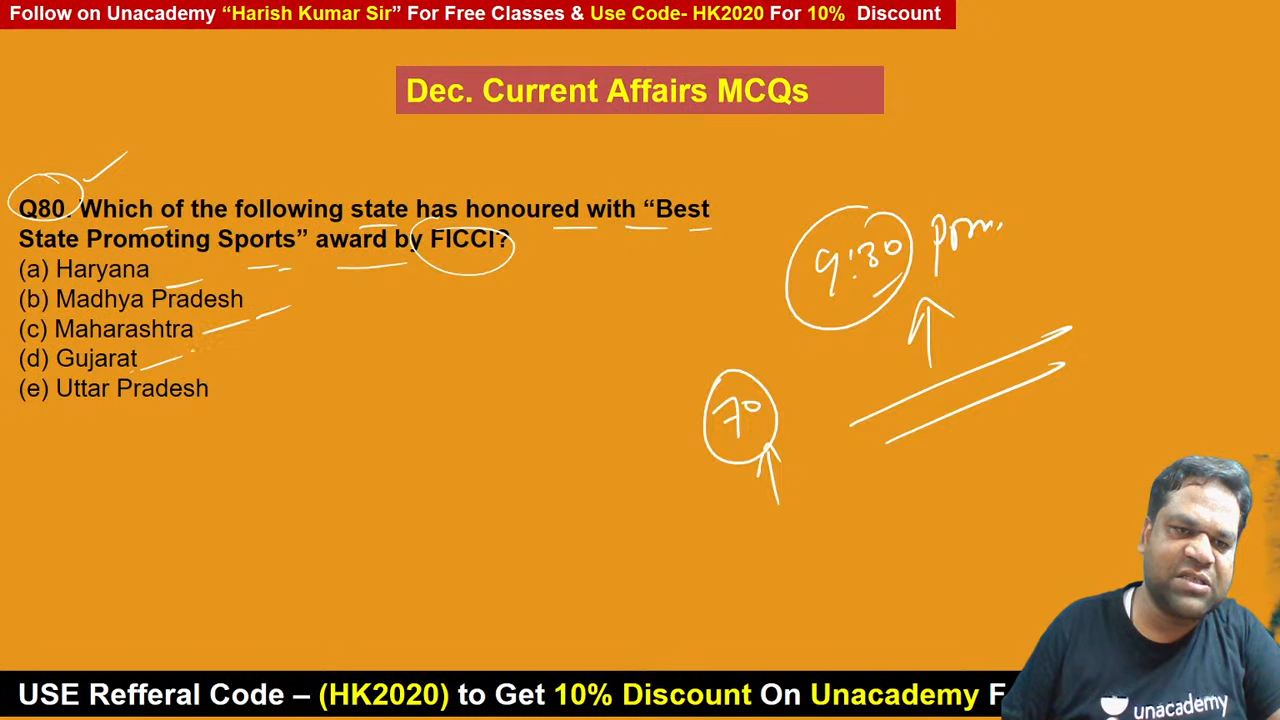 Follow on Unacademy “Harish Kumar Sir” For Free Classes & Use Code- HK2020 For 10% Discount
Dec. Current Affairs MCQs
Q80. Which of the following state has honoured with “Best
State Promoting Sports” award by FICCI?
(a) Haryana
(b) Madhya Pradesh
(c) Maharashtra
(d) Gujarat
(e) Uttar Pradesh
9:30
70
USE Refferal Code – (HK2020) to Get 10% Discount On Unacademy F
unacademy